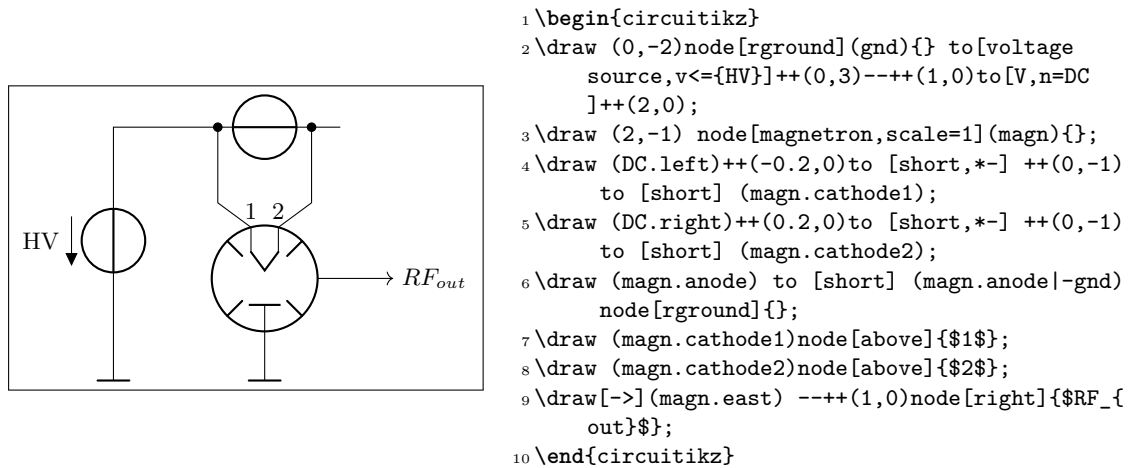 HV
1 2
RF_{out}
1 \begin{circuitikz}
2 \draw (0,-2)node[rground](gnd){} to[voltage
source,v<={HV}]++(0,3)--++(1,0)to[V,n=DC
]++(2,0);
3 \draw (2,-1) node[magnetron,scale=1](magn){};
4 \draw (DC.left)++(-0.2,0)to [short,*-] ++(0,-1)
to [short] (magn.cathode1);
5 \draw (DC.right)++(0.2,0)to [short,*-] ++(0,-1)
to [short] (magn.cathode2);
6 \draw (magn.anode) to [short] (magn.anode|-gnd)
node[rground]{};
7 \draw (magn.cathode1)node[above]{$1$};
8 \draw (magn.cathode2)node[above]{$2$};
9 \draw[->](magn.east) --++(1,0)node[right]{$RF_{
out}$};
10 \end{circuitikz}